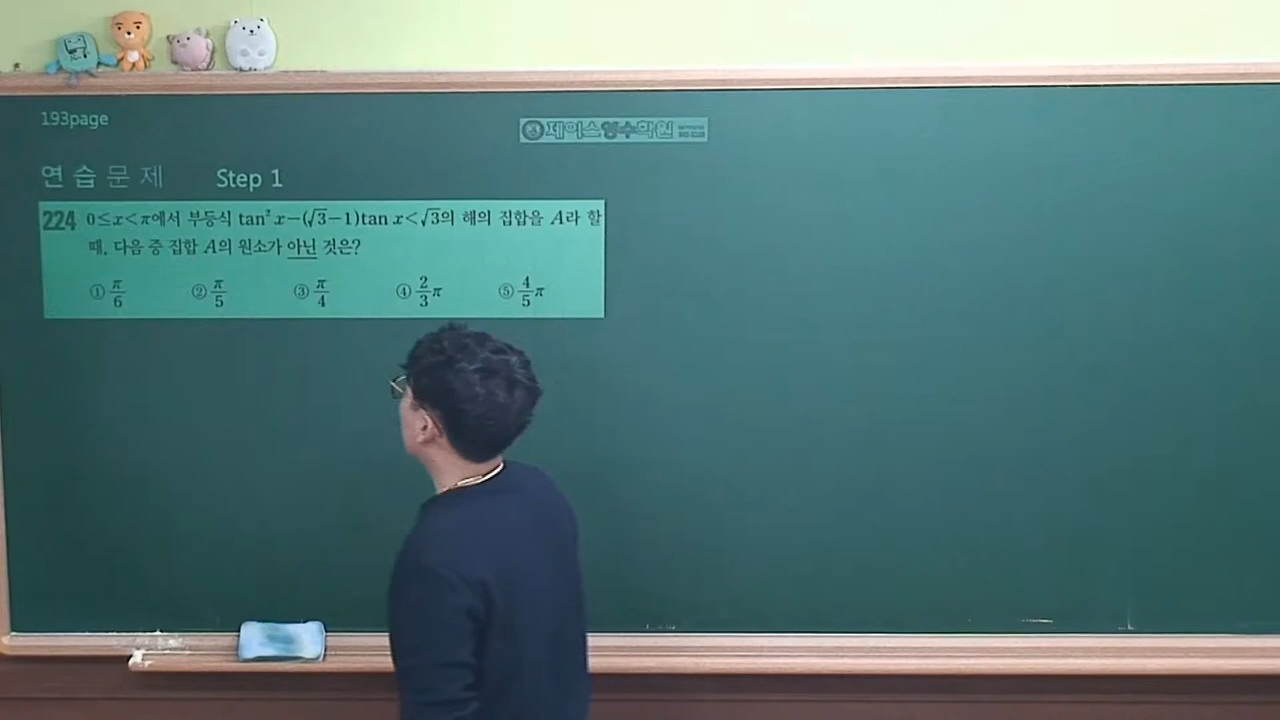 193page
제이스영수학원
연습문제 Step 1
224 0≤x<π에서 부등식 tan²x-(√3-1)tan x<√3의 해의 집합을 A라 할
때, 다음 중 집합 A의 원소가 아닌 것은?
① π/6 ② π/5 ③ π/4 ④ 2/3 π ⑤ 4/5 π